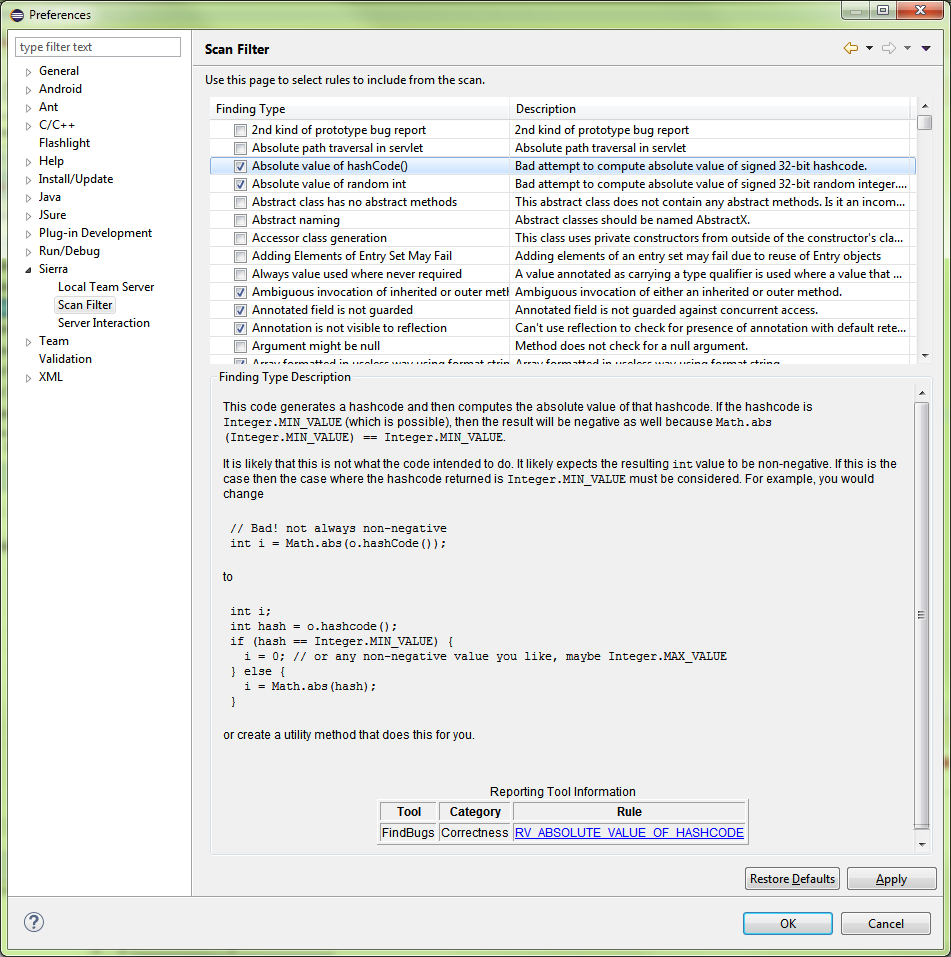 Preferences
type filter text
General
Android
Ant
C/C++
Flashlight
Help
Install/Update
Java
JSure
Plug-in Development
Run/Debug
Sierra
Local Team Server
Scan Filter
Server Interaction
Team
Validation
XML
Scan Filter
Use this page to select rules to include from the scan.
Finding Type Description
2nd kind of prototype bug report 2nd kind of prototype bug report
Absolute path traversal in servlet Absolute path traversal in servlet
Absolute value of hashCode() Bad attempt to compute absolute value of signed 32-bit hashcode.
Absolute value of random int Bad attempt to compute absolute value of signed 32-bit random integer....
Abstract class has no abstract methods This abstract class does not contain any abstract methods. Is it an incom...
Abstract naming Abstract classes should be named AbstractX.
Accessor class generation This class uses private constructors from outside of the constructor's cla...
Adding Elements of Entry Set May Fail Adding elements of an entry set may fail due to reuse of Entry objects
Always value used where never required A value annotated as carrying a type qualifier is used where a value that ...
Ambiguous invocation of inherited or outer meth Ambiguous invocation of either an inherited or outer method.
Annotated field is not guarded Annotated field is not guarded against concurrent access.
Annotation is not visible to reflection Can't use reflection to check for presence of annotation with default rete...
Argument might be null Method does not check for a null argument.
Array formatted in useless way using format strin Array formatted in useless way using format string
Finding Type Description
This code generates a hashcode and then computes the absolute value of that hashcode. If the hashcode is
Integer.MIN_VALUE (which is possible), then the result will be negative as well because Math.abs
(Integer.MIN_VALUE) == Integer.MIN_VALUE.
It is likely that this is not what the code intended to do. It likely expects the resulting int value to be non-negative. If this is the
case then the case where the hashcode returned is Integer.MIN_VALUE must be considered. For example, you would
change
// Bad! not always non-negative
int i = Math.abs(o.hashCode());
to
int i;
int hash = o.hashcode();
if (hash == Integer.MIN_VALUE) {
i = 0; // or any non-negative value you like, maybe Integer.MAX_VALUE
} else {
i = Math.abs(hash);
}
or create a utility method that does this for you.
Reporting Tool Information
Tool Category Rule
FindBugs Correctness RV_ABSOLUTE_VALUE_OF_HASHCODE
Restore Defaults Apply
? OK Cancel